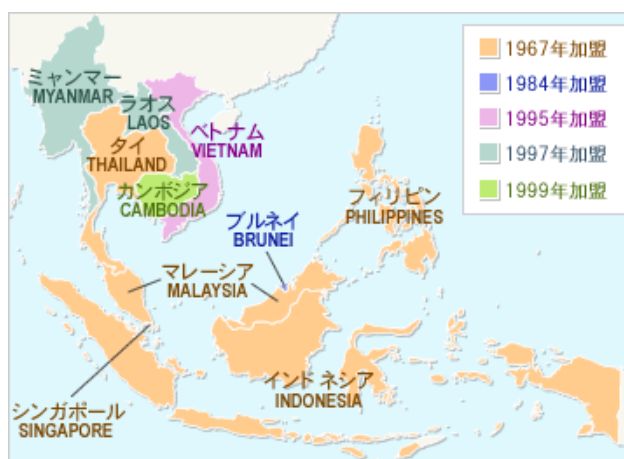 1967年加盟
1984年加盟
1995年加盟
1997年加盟
1999年加盟
ミャンマー
MYANMAR
ラオス
LAOS
ベトナム
VIETNAM
タイ
THAILAND
カンボジア
CAMBODIA
フィリピン
PHILIPPINES
ブルネイ
BRUNEI
マレーシア
MALAYSIA
インドネシア
INDONESIA
シンガポール
SINGAPORE